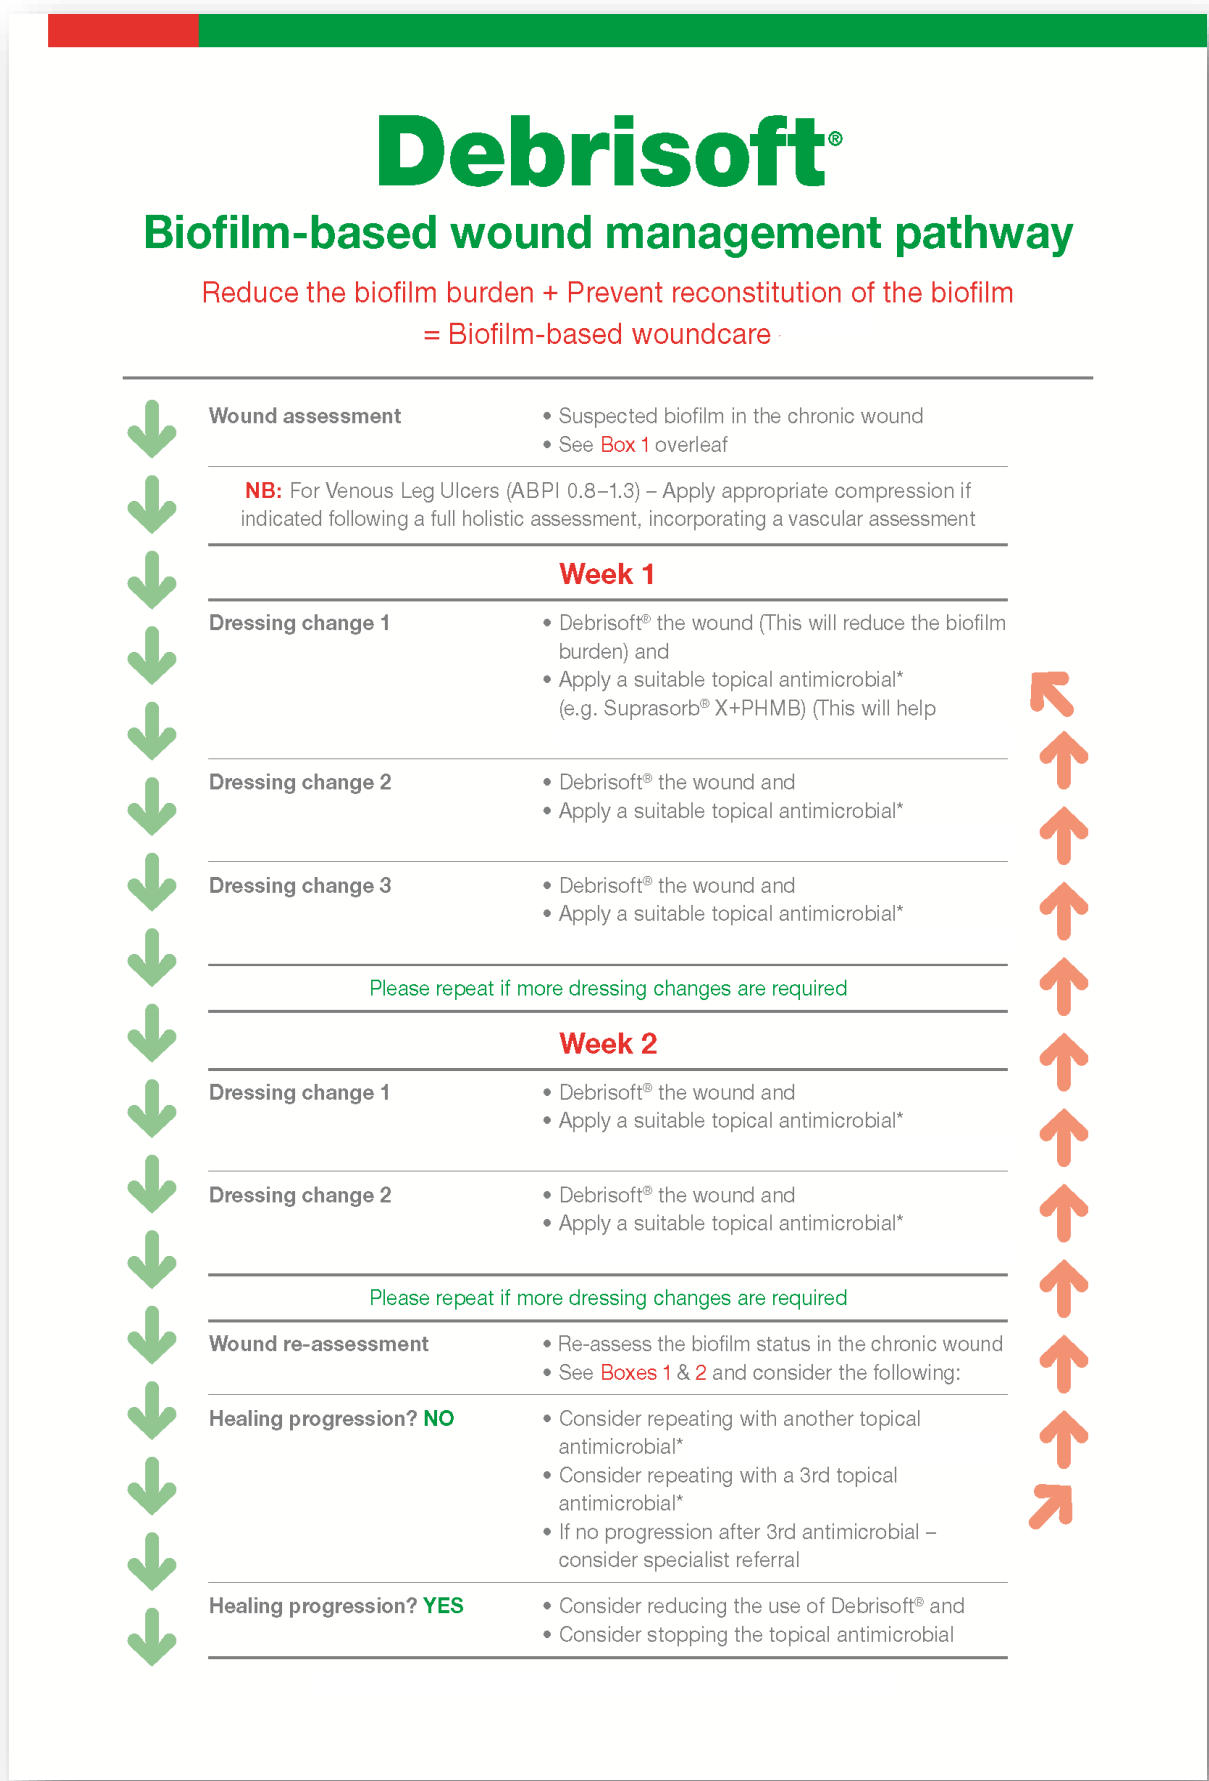 Debrisoft®
Biofilm-based wound management pathway
Reduce the biofilm burden + Prevent reconstitution of the biofilm
= Biofilm-based woundcare
Wound assessment
• Suspected biofilm in the chronic wound
• See Box 1 overleaf
NB: For Venous Leg Ulcers (ABPI 0.8–1.3) – Apply appropriate compression if
indicated following a full holistic assessment, incorporating a vascular assessment
Week 1
Dressing change 1
• Debrisoft® the wound (This will reduce the biofilm
burden) and
• Apply a suitable topical antimicrobial*
(e.g. Suprasorb® X+PHMB) (This will help
Dressing change 2
• Debrisoft® the wound and
• Apply a suitable topical antimicrobial*
Dressing change 3
• Debrisoft® the wound and
• Apply a suitable topical antimicrobial*
Please repeat if more dressing changes are required
Week 2
Dressing change 1
• Debrisoft® the wound and
• Apply a suitable topical antimicrobial*
Dressing change 2
• Debrisoft® the wound and
• Apply a suitable topical antimicrobial*
Please repeat if more dressing changes are required
Wound re-assessment
• Re-assess the biofilm status in the chronic wound
• See Boxes 1 & 2 and consider the following:
Healing progression? NO
• Consider repeating with another topical
antimicrobial*
• Consider repeating with a 3rd topical
antimicrobial*
• If no progression after 3rd antimicrobial –
consider specialist referral
Healing progression? YES
• Consider reducing the use of Debrisoft® and
• Consider stopping the topical antimicrobial